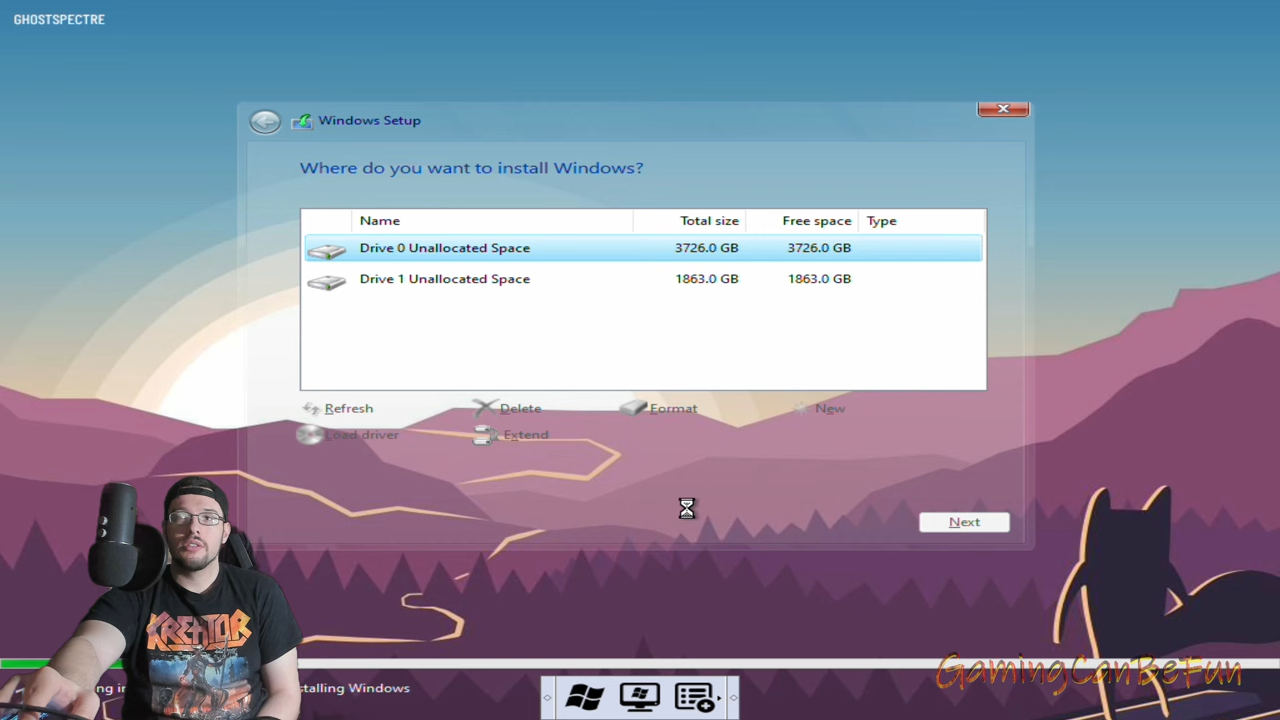 GHOSTSPECTRE
Windows Setup
Where do you want to install Windows?
Name Total size Free space Type
Drive 0 Unallocated Space 3726.0 GB 3726.0 GB
Drive 1 Unallocated Space 1863.0 GB 1863.0 GB
Refresh Delete Format New
Load driver Extend
Next
KREATOR
GamingCanBeFun
ng in stalling Windows